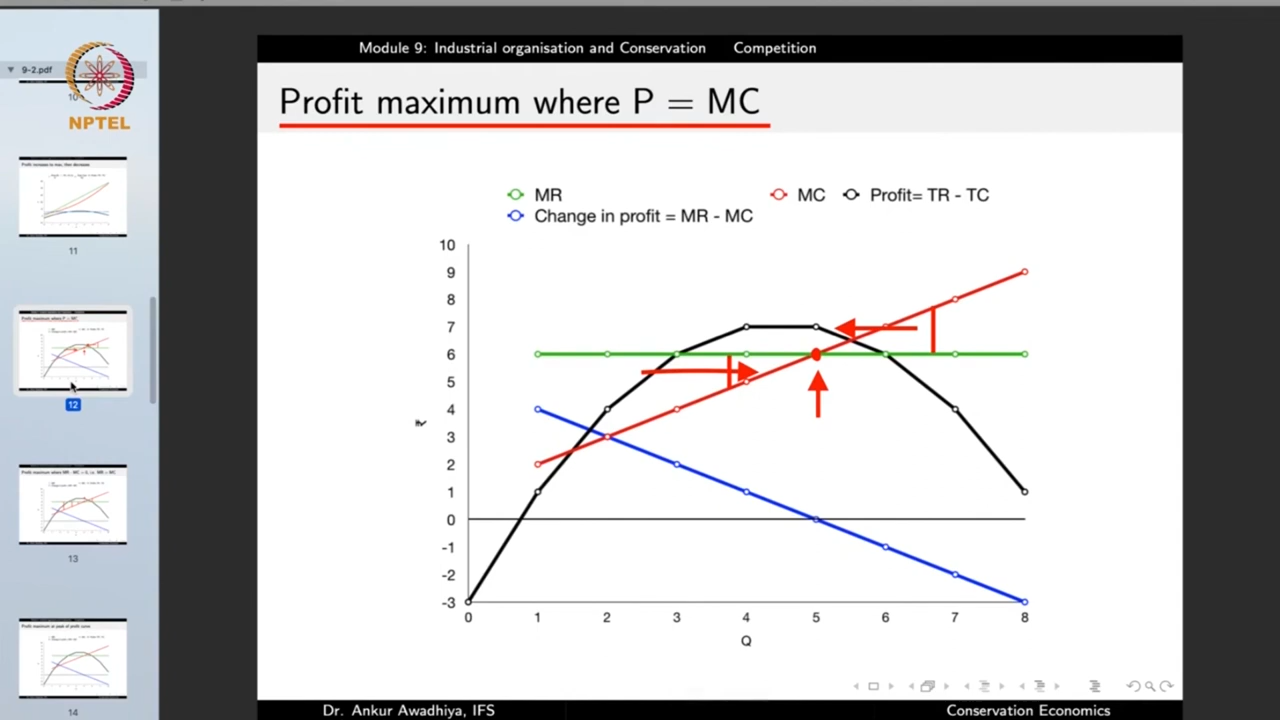 9-2.pdf
10
NPTEL
11
12
13
14
Module 9: Industrial organisation and Conservation Competition
Profit maximum where P = MC
MR MC Profit= TR - TC
Change in profit = MR - MC
10
9
8
7
6
5
4
3
2
1
0
-1
-2
-3
₹
0 1 2 3 4 5 6 7 8
Q
Dr. Ankur Awadhiya, IFS Conservation Economics